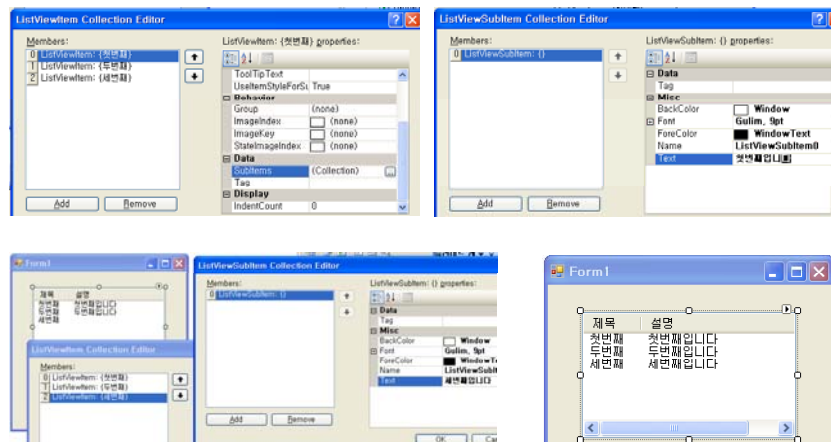 ListViewItem Collection Editor
Members:
0 ListViewItem: {첫번째}
1 ListViewItem: {두번째}
2 ListViewItem: {세번째}
Add Remove
ListViewItem: {첫번째} properties:
ToolTipText
UseItemStyleForSu True
Behavior
Group (none)
ImageIndex (none)
ImageKey (none)
StateImageIndex (none)
Data
SubItems (Collection)
Tag
Display
IndentCount 0
ListViewSubItem Collection Editor
Members:
0 ListViewSubItem: {}
Add Remove
ListViewSubItem: {} properties:
Data
Tag
Misc
BackColor Window
Font Gulim, 9pt
ForeColor WindowText
Name ListViewSubItem0
Text 첫번째입니다
Form1
제목 설명
첫번째 첫번째입니다
두번째 두번째입니다
세번째
ListViewItem Collection Editor
Members:
0 ListViewItem: {첫번째}
1 ListViewItem: {두번째}
2 ListViewItem: {세번째}
ListViewSubItem Collection Editor
Members:
0 ListViewSubItem: {}
Add Remove
ListViewSubItem: {} properties:
Data
Tag
Misc
BackColor Window
Font Gulim, 9pt
ForeColor WindowTe
Name ListViewSubIt
Text 세번째입니다
OK Can
Form1
제목 설명
첫번째 첫번째입니다
두번째 두번째입니다
세번째 세번째입니다